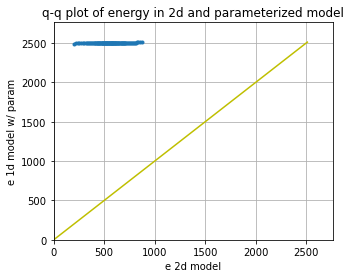 q-q plot of energy in 2d and parameterized model
e 1d model w/ param
2500
2000
1500
1000
500
0
0 500 1000 1500 2000 2500
e 2d model